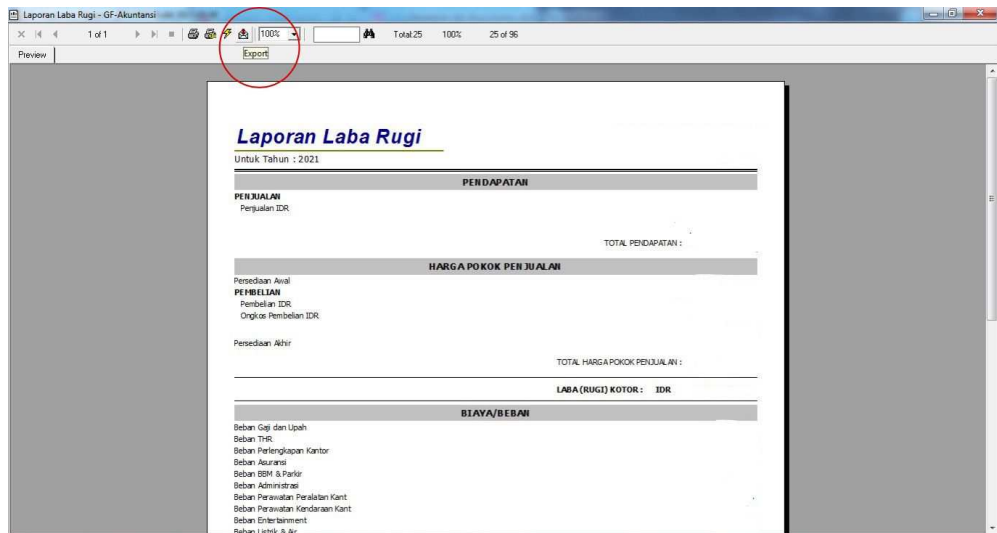 Laporan Laba Rugi - GF-Akuntansi
1 of 1 100% Total:25 100% 25 of 96
Preview Export
Laporan Laba Rugi
Untuk Tahun : 2021
PENDAPATAN
PENJUALAN
Penjualan IDR
TOTAL PENDAPATAN :
HARGA POKOK PENJUALAN
Persediaan Awal
PEMBELIAN
Pembelian IDR
Ongkos Pembelian IDR
Persediaan Akhir
TOTAL HARGA POKOK PENJUALAN :
LABA (RUGI) KOTOR : IDR
BIAYA/BEBAN
Beban Gaji dan Upah
Beban THR
Beban Perlengkapan Kantor
Beban Asuransi
Beban BBM & Parkir
Beban Administrasi
Beban Perawatan Peralatan Kant
Beban Perawatan Kendaraan Kant
Beban Entertainment
Beban Listrik & Air